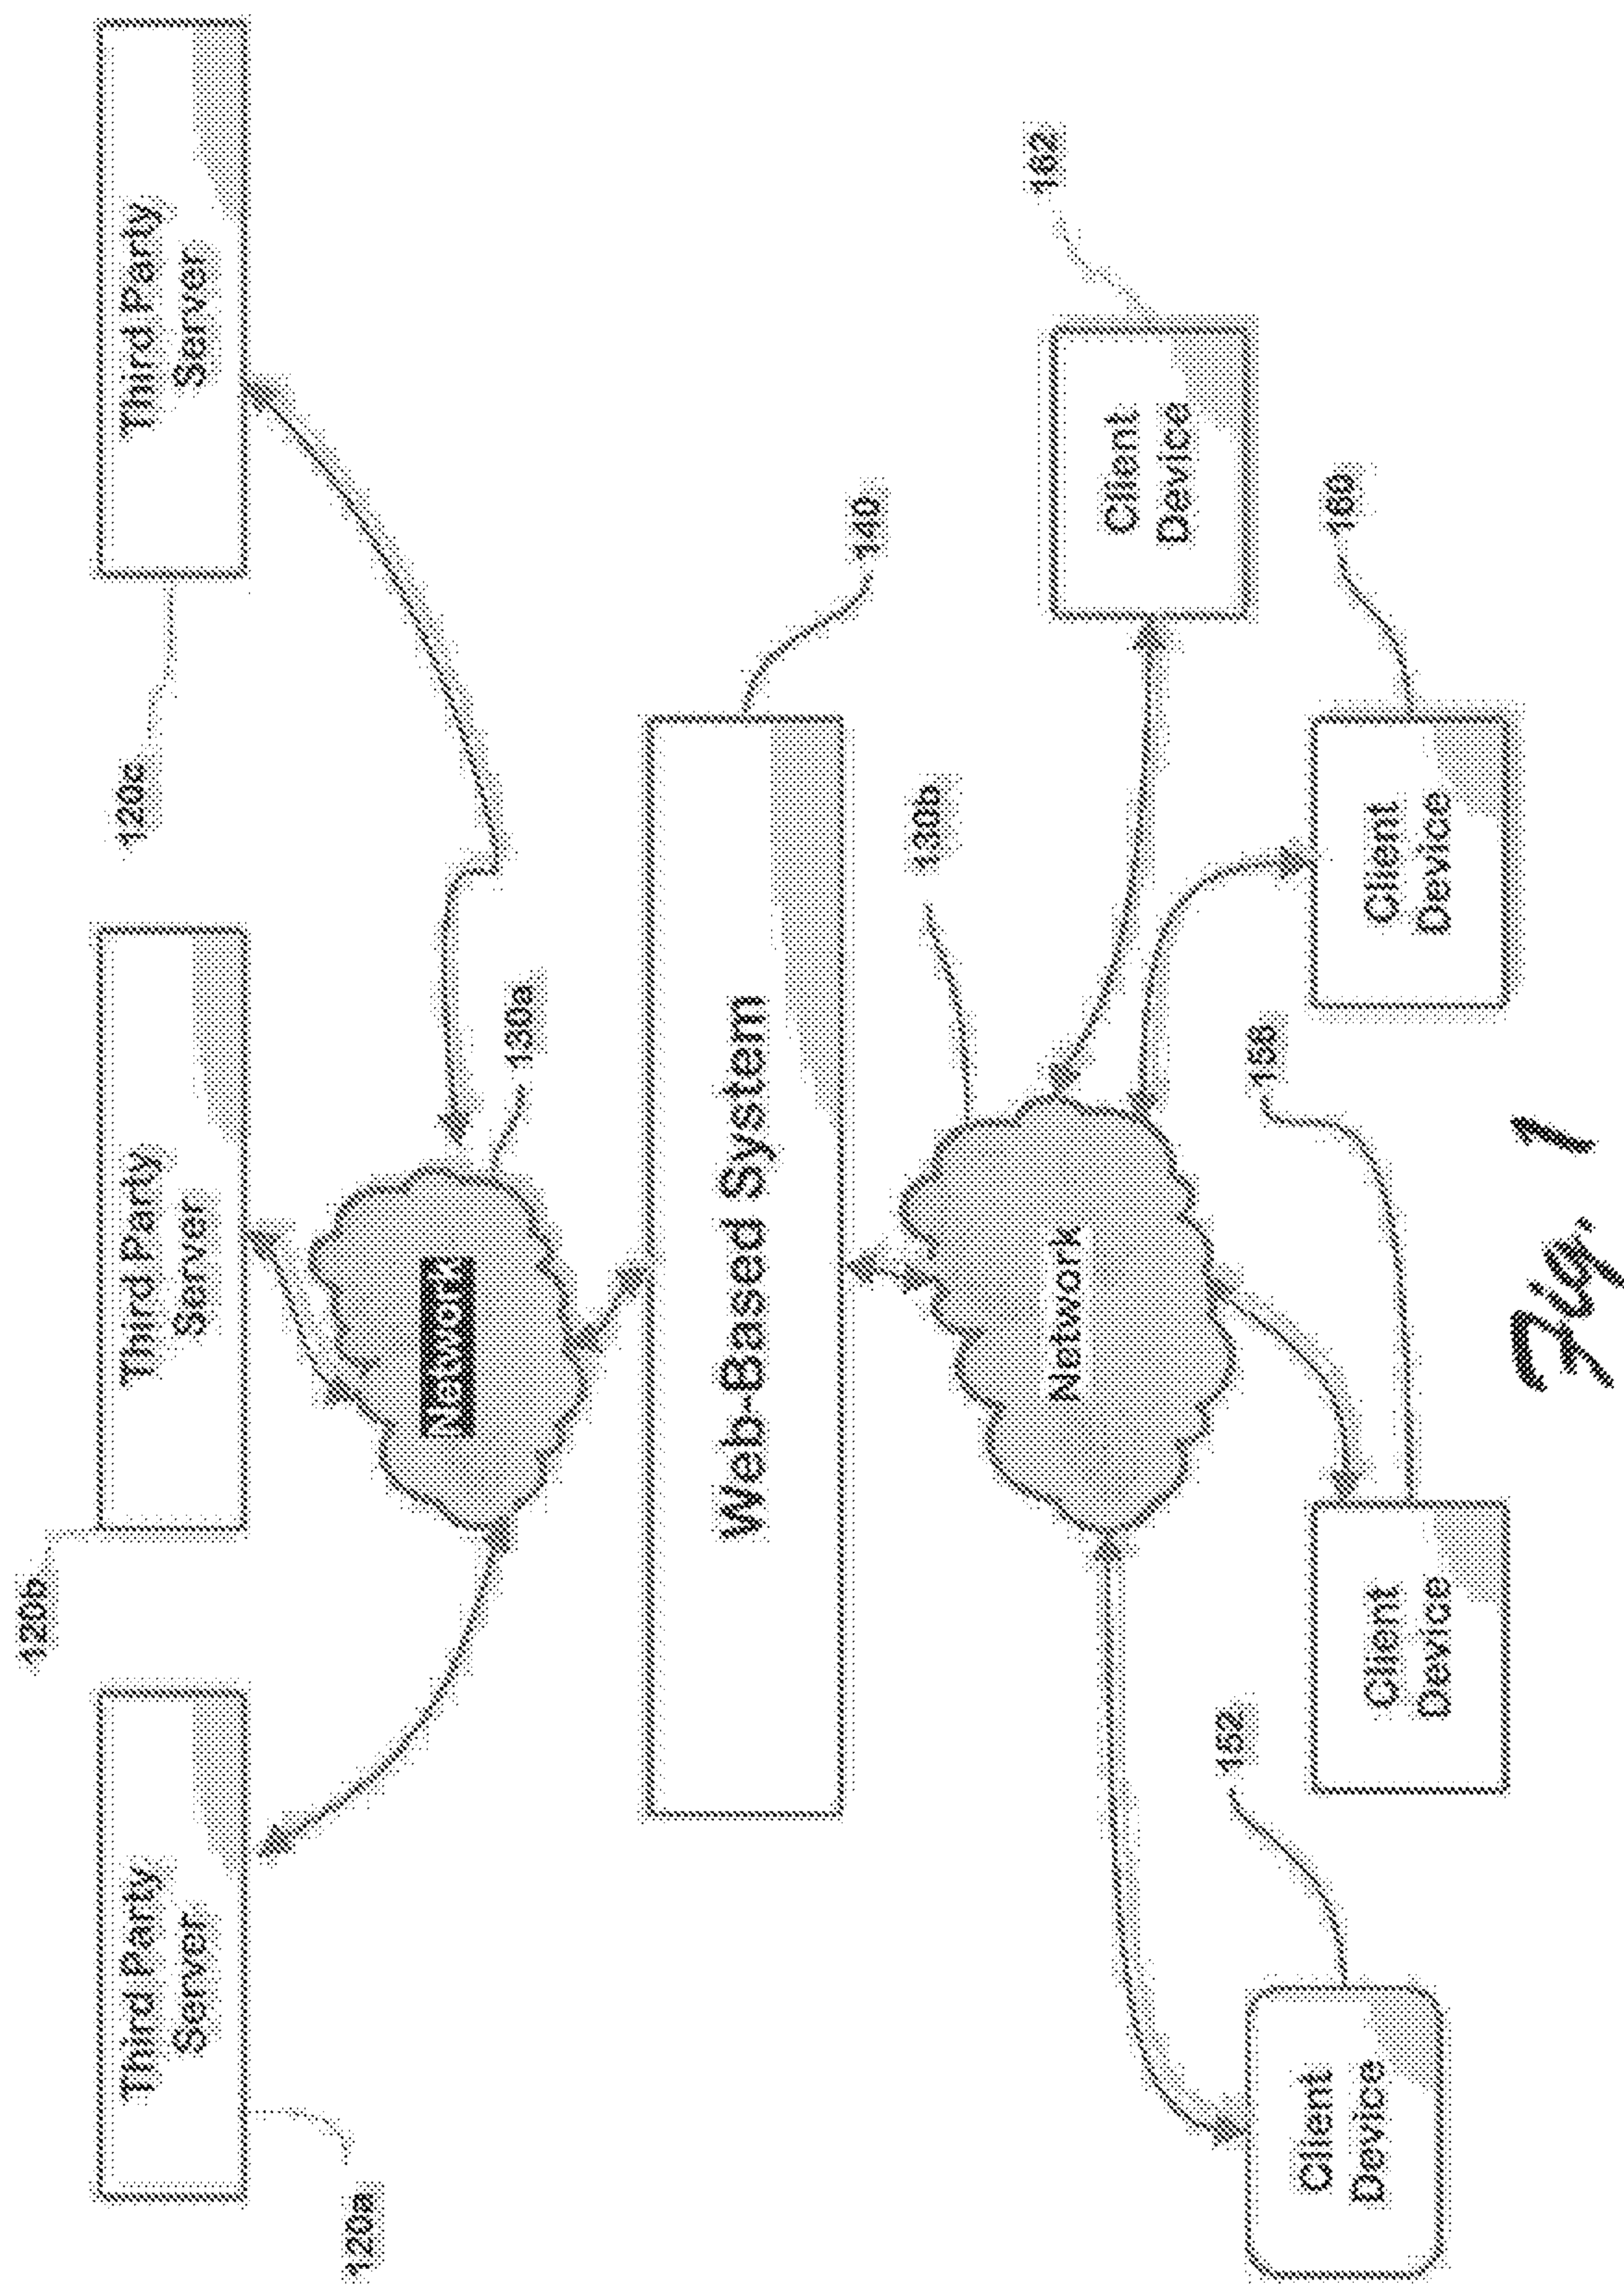 120a
Third Party
Server
120b
Third Party
Server
120c
Third Party
Server
Network
130a
Web-Based System
140
Network
130b
Client
Device
152
Client
Device
156
Client
Device
160
Client
Device
162
Fig. 1